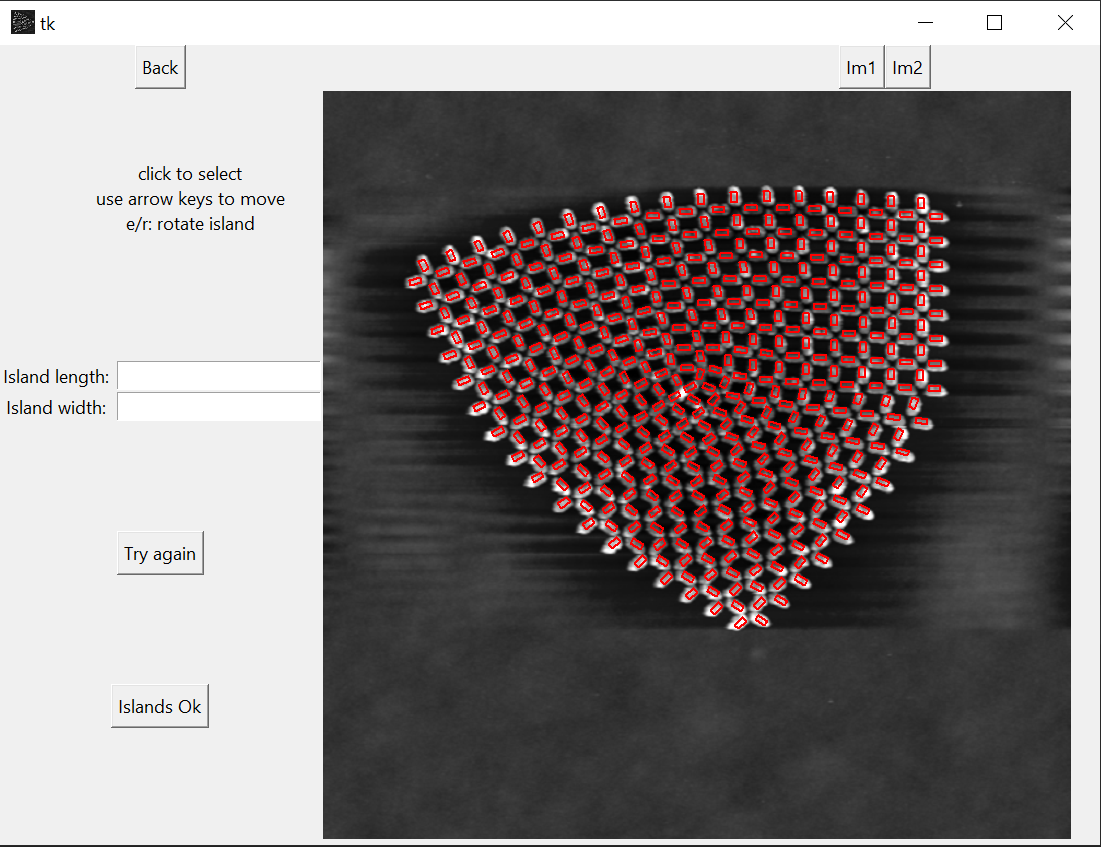 tk
Back
Im1 Im2
click to select
use arrow keys to move
e/r: rotate island
Island length:
Island width:
Try again
Islands Ok